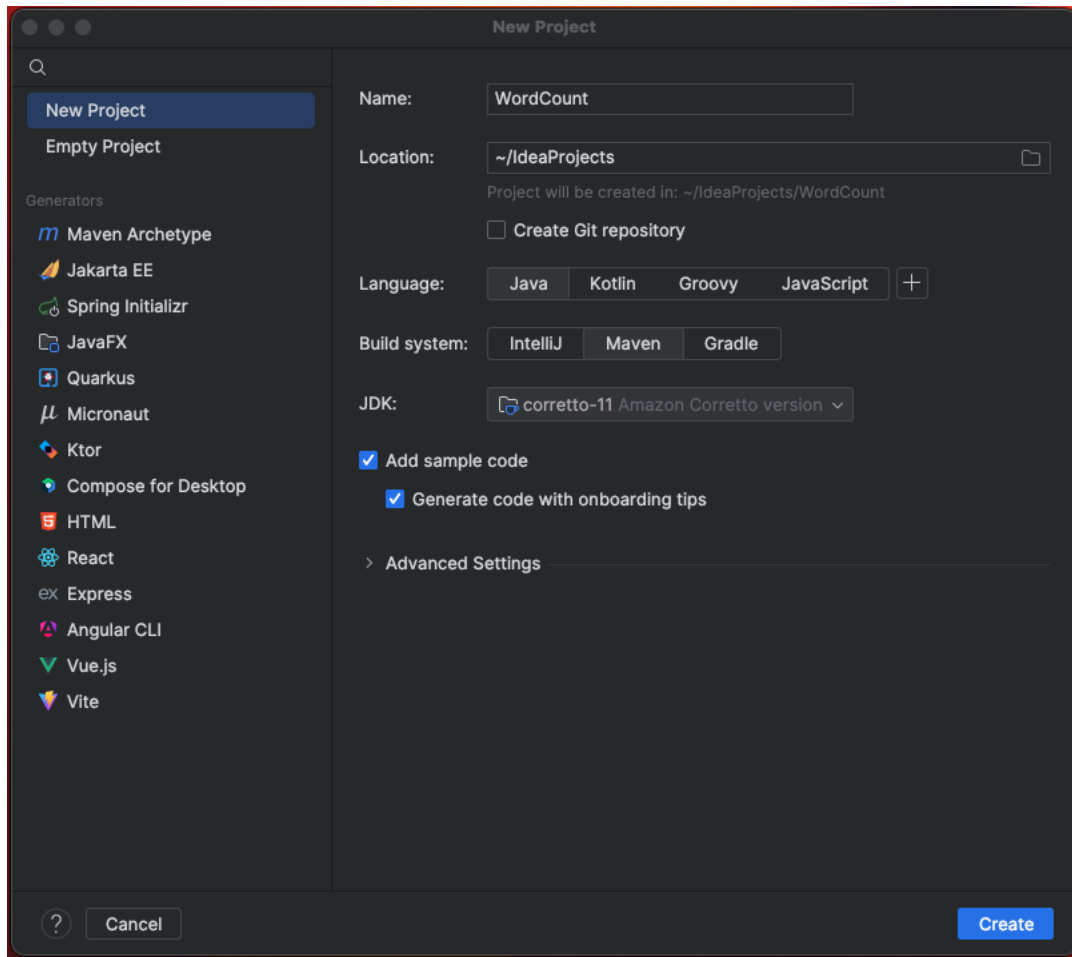 New Project
New Project
Empty Project
Generators
Maven Archetype
Jakarta EE
Spring Initializr
JavaFX
Quarkus
μ Micronaut
Ktor
Compose for Desktop
HTML
React
ex Express
Angular CLI
Vue.js
Vite
Name: WordCount
Location: ~/IdeaProjects
Project will be created in: ~/IdeaProjects/WordCount
Create Git repository
Language: Java Kotlin Groovy JavaScript +
Build system: IntelliJ Maven Gradle
JDK: corretto-11 Amazon Corretto version
Add sample code
Generate code with onboarding tips
Advanced Settings
? Cancel Create